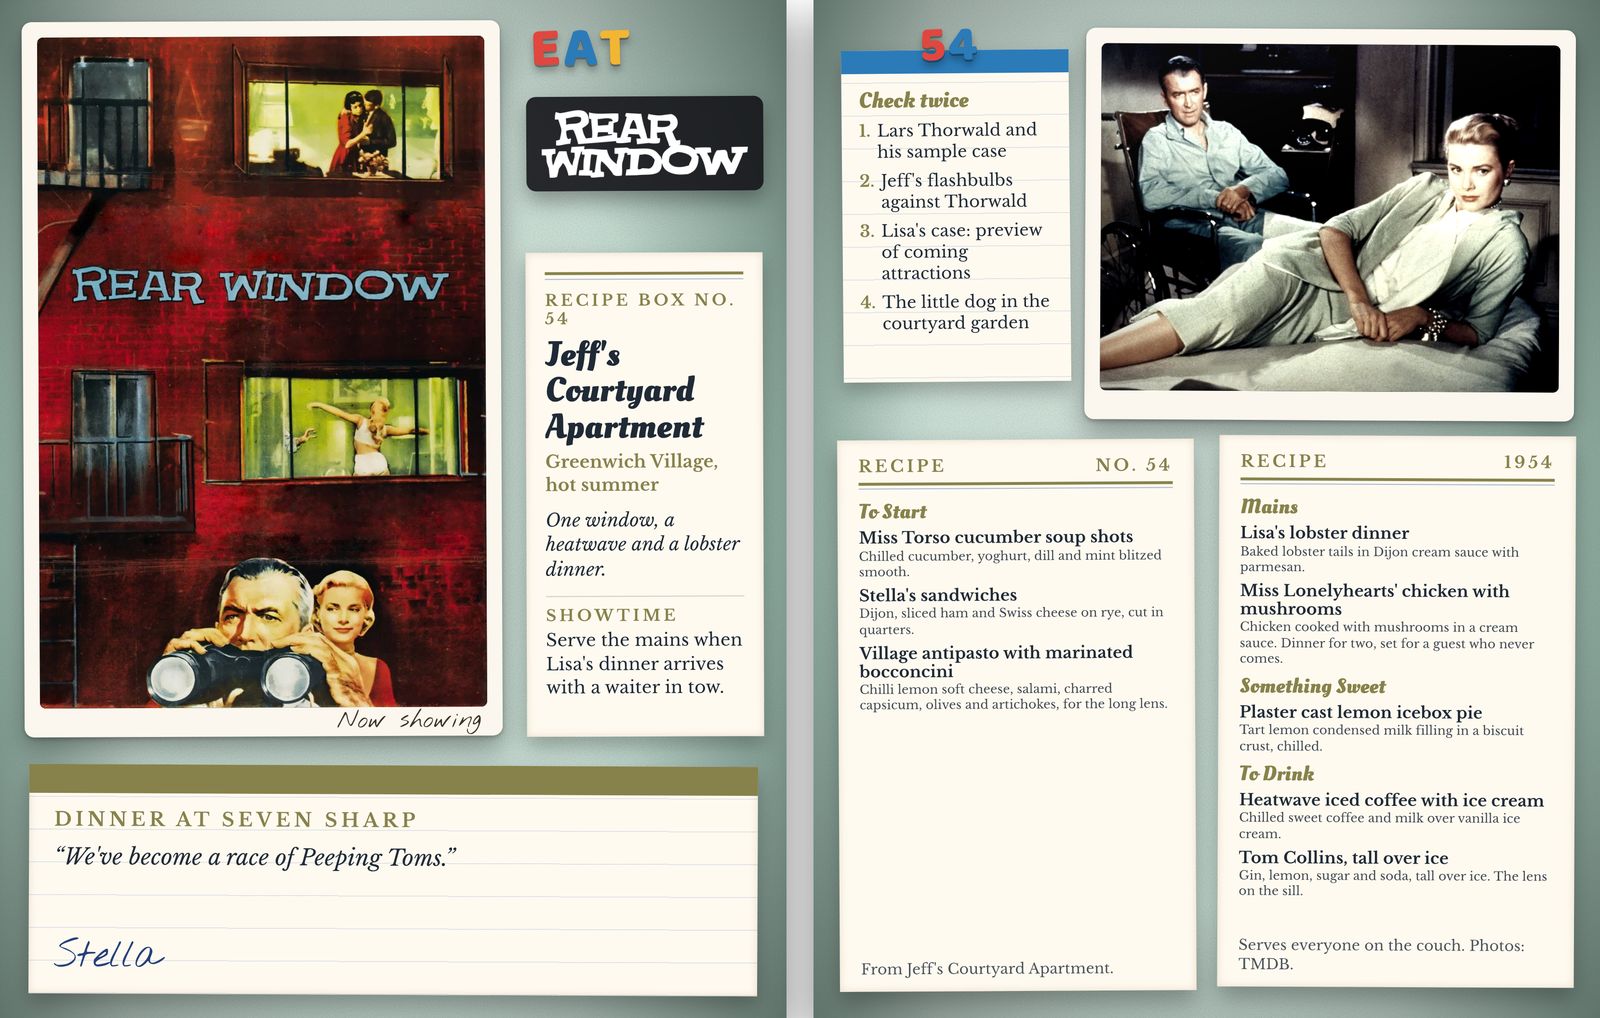 REAR WINDOW
Now showing
EAT
REAR
WINDOW
RECIPE BOX NO.
54
Jeff's
Courtyard
Apartment
Greenwich Village,
hot summer
One window, a
heatwave and a lobster
dinner.
SHOWTIME
Serve the mains when
Lisa's dinner arrives
with a waiter in tow.
DINNER AT SEVEN SHARP
“We've become a race of Peeping Toms.”
Stella
54
Check twice
1. Lars Thorwald and
his sample case
2. Jeff's flashbulbs
against Thorwald
3. Lisa's case: preview
of coming
attractions
4. The little dog in the
courtyard garden
RECIPE NO. 54
To Start
Miss Torso cucumber soup shots
Chilled cucumber, yoghurt, dill and mint blitzed
smooth.
Stella's sandwiches
Dijon, sliced ham and Swiss cheese on rye, cut in
quarters.
Village antipasto with marinated
bocconcini
Chilli lemon soft cheese, salami, charred
capsicum, olives and artichokes, for the long lens.
From Jeff's Courtyard Apartment.
RECIPE 1954
Mains
Lisa's lobster dinner
Baked lobster tails in Dijon cream sauce with
parmesan.
Miss Lonelyhearts' chicken with
mushrooms
Chicken cooked with mushrooms in a cream
sauce. Dinner for two, set for a guest who never
comes.
Something Sweet
Plaster cast lemon icebox pie
Tart lemon condensed milk filling in a biscuit
crust, chilled.
To Drink
Heatwave iced coffee with ice cream
Chilled sweet coffee and milk over vanilla ice
cream.
Tom Collins, tall over ice
Gin, lemon, sugar and soda, tall over ice. The lens
on the sill.
Serves everyone on the couch. Photos:
TMDB.